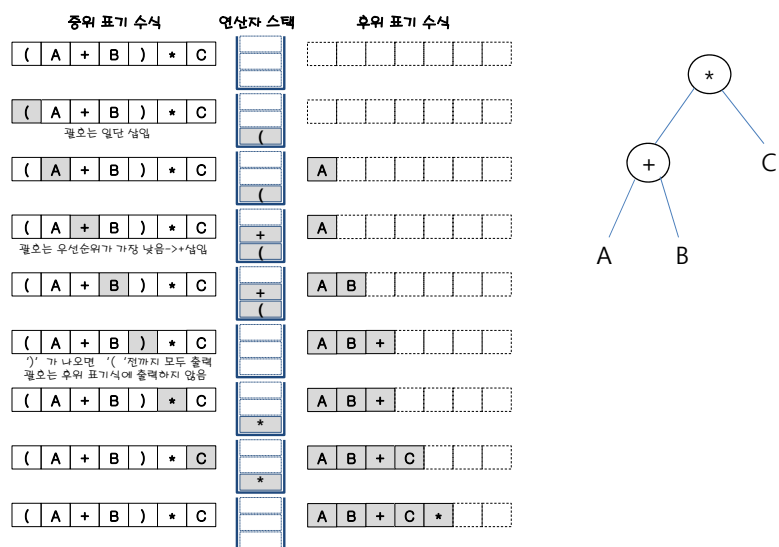 중위 표기 수식 연산자 스택 후위 표기 수식
( A + B ) * C
( A + B ) * C
괄호는 일단 삽입 (
( A + B ) * C A
(
( A + B ) * C + A
괄호는 우선순위가 가장 낮음->+삽입 (
( A + B ) * C + A B
(
( A + B ) * C A B +
')' 가 나오면 '( '전까지 모두 출력
괄호는 후위 표기식에 출력하지 않음
( A + B ) * C A B +
*
( A + B ) * C A B + C
*
( A + B ) * C A B + C *
*
+ C
A B